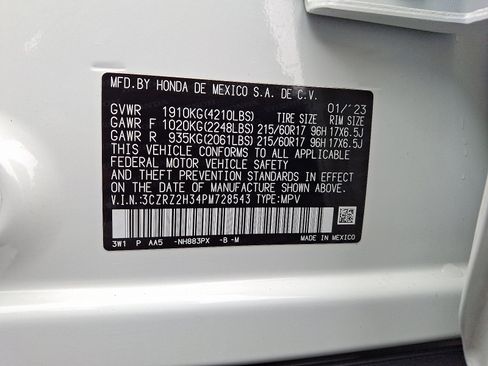 MFD.BY HONDA DE MEXICO S.A. DE C.V.
01/'23
GVWR 1910KG(4210LBS) TIRE SIZE RIM SIZE
GAWR F 1020KG(2248LBS) 215/60R17 96H 17X6.5J
GAWR R 935KG(2061LBS) 215/60R17 96H 17X6.5J
THIS VEHICLE CONFORMS TO ALL APPLICABLE
FEDERAL MOTOR VEHICLE SAFETY
AND THEFT PREVENTION STANDARDS IN EFFECT
ON THE DATE OF MANUFACTURE SHOWN ABOVE.
V.I.N.:3CZRZ2H34PM728543 TYPE:MPV
3W1 P AA5 -NH883PX -B -M MADE IN MEXICO